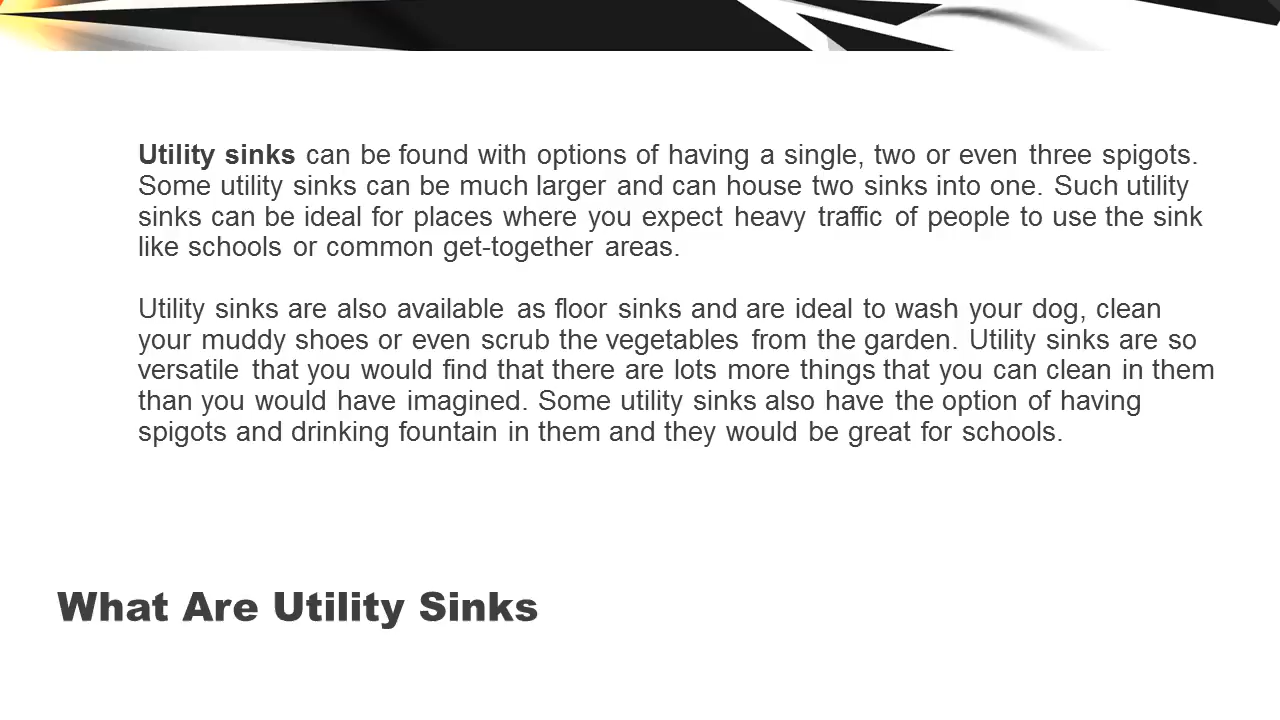 Utility sinks can be found with options of having a single, two or even three spigots.
Some utility sinks can be much larger and can house two sinks into one. Such utility
sinks can be ideal for places where you expect heavy traffic of people to use the sink
like schools or common get-together areas.
Utility sinks are also available as floor sinks and are ideal to wash your dog, clean
your muddy shoes or even scrub the vegetables from the garden. Utility sinks are so
versatile that you would find that there are lots more things that you can clean in them
than you would have imagined. Some utility sinks also have the option of having
spigots and drinking fountain in them and they would be great for schools.
What Are Utility Sinks